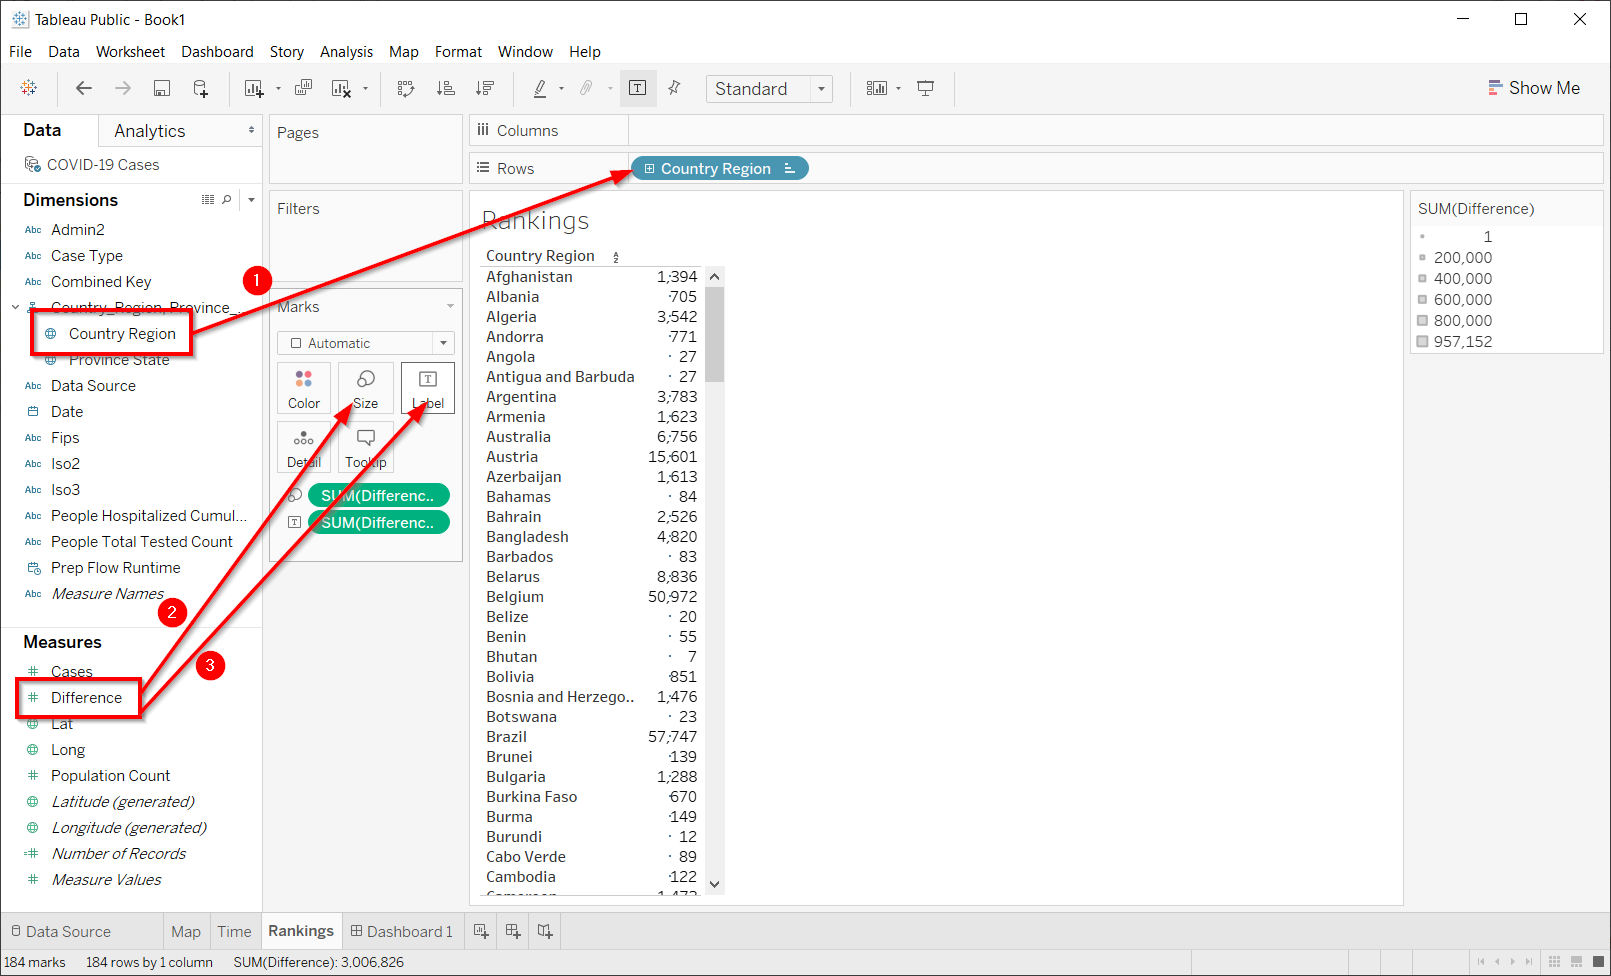 Tableau Public - Book1
File Data Worksheet Dashboard Story Analysis Map Format Window Help
Standard
Show Me
Data
Analytics
COVID-19 Cases
Dimensions
Abc Admin2
Abc Case Type
Abc Combined Key
Country_Region, Province_...
Country Region
Province State
Abc Data Source
Date
Abc Fips
Abc Iso2
Abc Iso3
Abc People Hospitalized Cumul...
Abc People Total Tested Count
Prep Flow Runtime
Abc Measure Names
Measures
# Cases
# Difference
Lat
Long
# Population Count
Latitude (generated)
Longitude (generated)
=# Number of Records
# Measure Values
1
2
3
Pages
Filters
Marks
Automatic
Color
Size
T Label
Detail
Tooltip
SUM(Differenc..
T SUM(Differenc..
Columns
Rows
Country Region
Rankings
Country Region
Afghanistan 1,394
Albania 705
Algeria 3,542
Andorra 771
Angola 27
Antigua and Barbuda 27
Argentina 3,783
Armenia 1,623
Australia 6,756
Austria 15,601
Azerbaijan 1,613
Bahamas 84
Bahrain 2,526
Bangladesh 4,820
Barbados 83
Belarus 8,836
Belgium 50,972
Belize 20
Benin 55
Bhutan 7
Bolivia 851
Bosnia and Herzego.. 1,476
Botswana 23
Brazil 57,747
Brunei 139
Bulgaria 1,288
Burkina Faso 670
Burma 149
Burundi 12
Cabo Verde 89
Cambodia 122
Cameroon 1,473
SUM(Difference)
1
200,000
400,000
600,000
800,000
957,152
Data Source
Map
Time
Rankings
Dashboard 1
184 marks 184 rows by 1 column SUM(Difference): 3,006,826